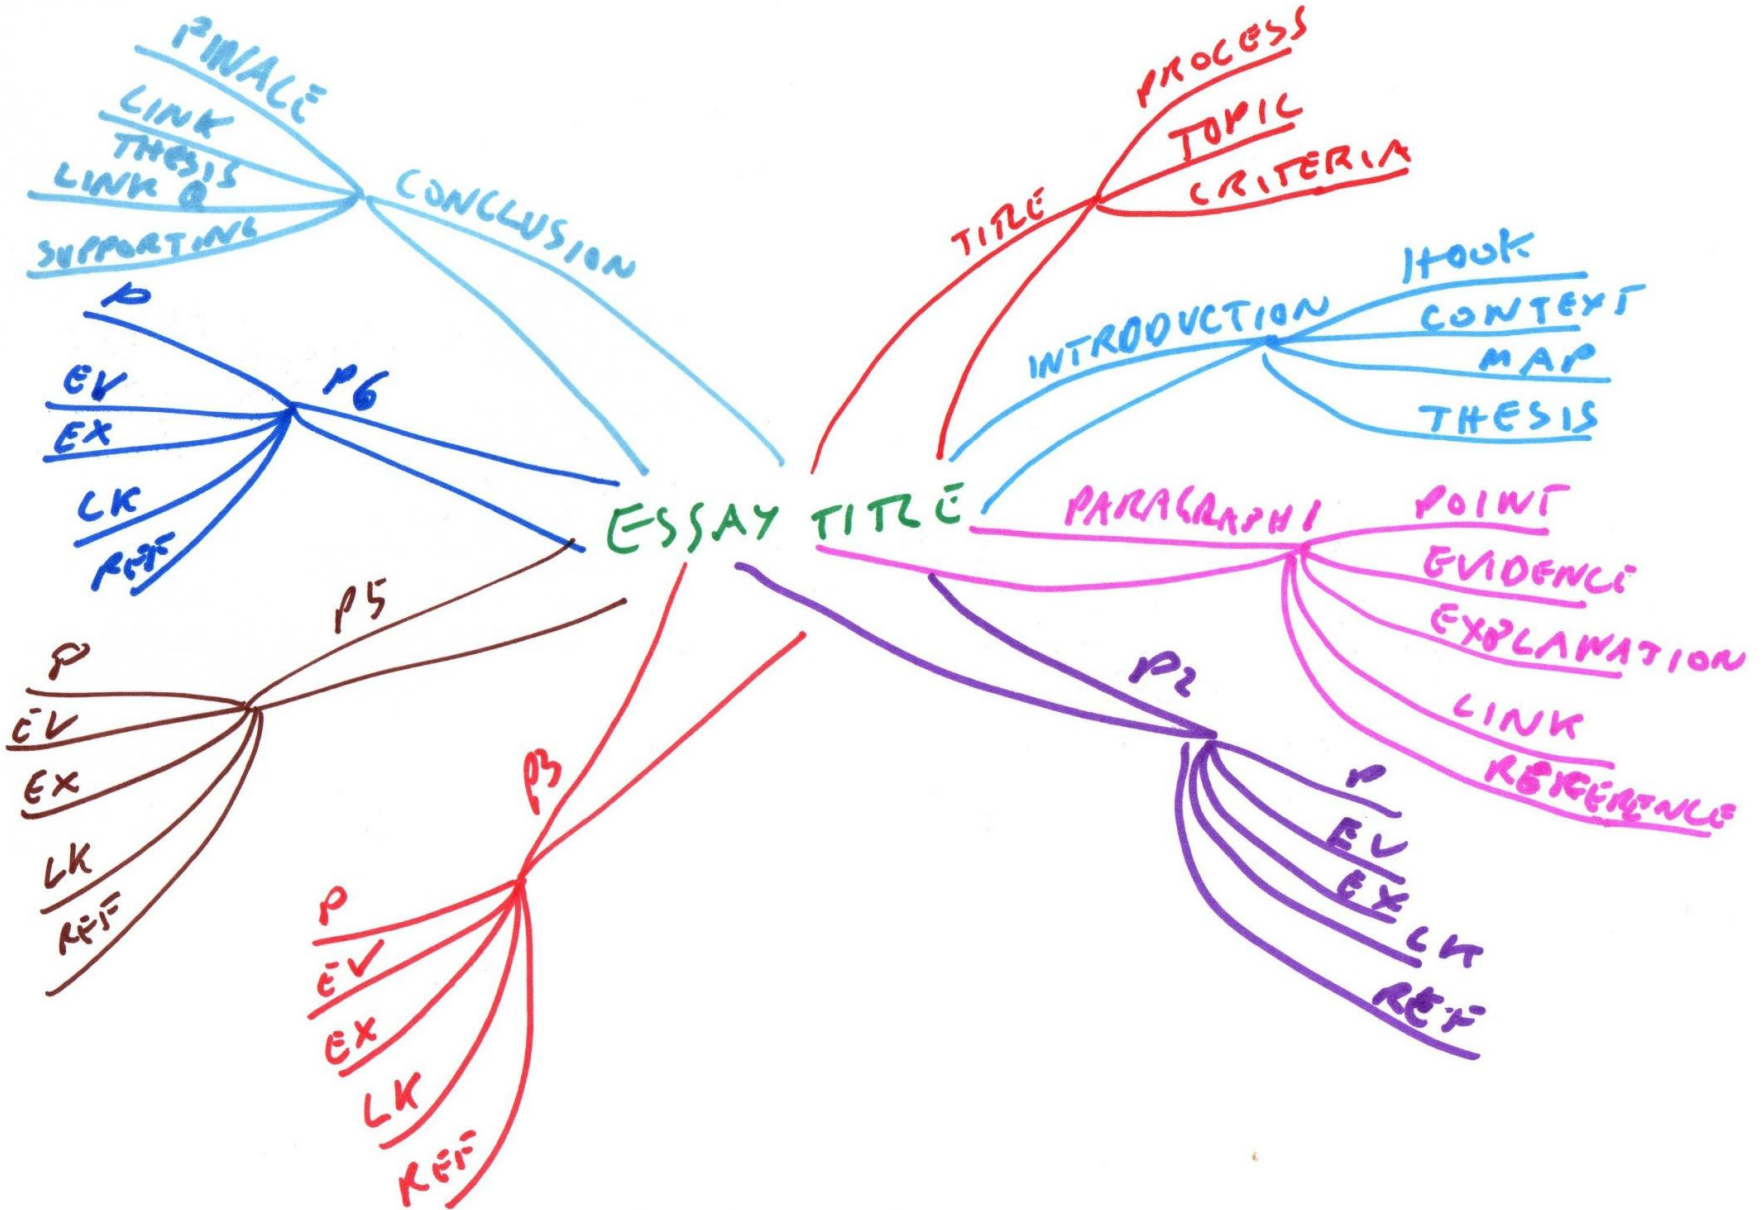 ESSAY TITLE
TITLE
PROCESS
TOPIC
CRITERIA
INTRODUCTION
HOOK
CONTEXT
MAP
THESIS
PARAGRAPH 1
POINT
EVIDENCE
EXPLANATION
LINK
REFERENCE
P2
P
EV
EX
LK
REF
P3
P
EV
EX
LK
REF
P5
P
EV
EX
LK
REF
P6
P
EV
EX
LK
REF
CONCLUSION
FINALE
LINK
THESIS
LINK Q
SUPPORTING